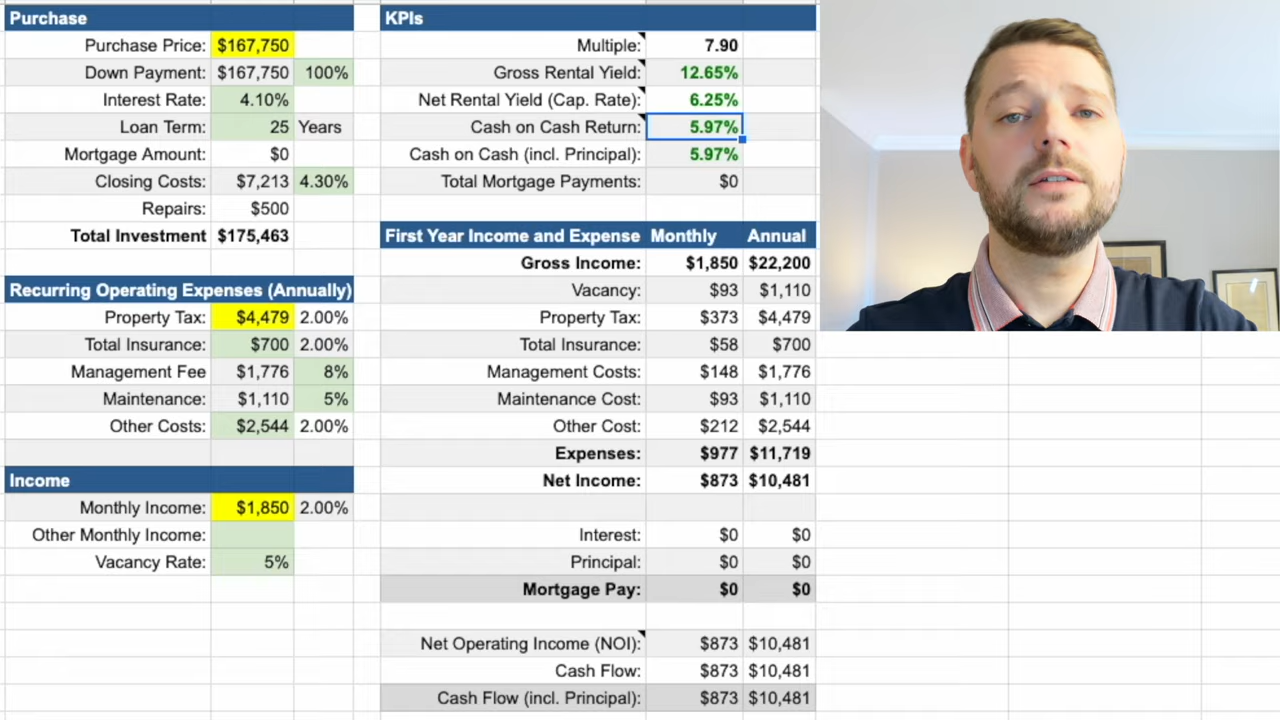 Purchase
Purchase Price: $167,750
Down Payment: $167,750 100%
Interest Rate: 4.10%
Loan Term: 25 Years
Mortgage Amount: $0
Closing Costs: $7,213 4.30%
Repairs: $500
Total Investment $175,463
Recurring Operating Expenses (Annually)
Property Tax: $4,479 2.00%
Total Insurance: $700 2.00%
Management Fee $1,776 8%
Maintenance: $1,110 5%
Other Costs: $2,544 2.00%
Income
Monthly Income: $1,850 2.00%
Other Monthly Income:
Vacancy Rate: 5%
KPIs
Multiple: 7.90
Gross Rental Yield: 12.65%
Net Rental Yield (Cap. Rate): 6.25%
Cash on Cash Return: 5.97%
Cash on Cash (incl. Principal): 5.97%
Total Mortgage Payments: $0
First Year Income and Expense Monthly Annual
Gross Income: $1,850 $22,200
Vacancy: $93 $1,110
Property Tax: $373 $4,479
Total Insurance: $58 $700
Management Costs: $148 $1,776
Maintenance Cost: $93 $1,110
Other Cost: $212 $2,544
Expenses: $977 $11,719
Net Income: $873 $10,481
Interest: $0 $0
Principal: $0 $0
Mortgage Pay: $0 $0
Net Operating Income (NOI): $873 $10,481
Cash Flow: $873 $10,481
Cash Flow (incl. Principal): $873 $10,481